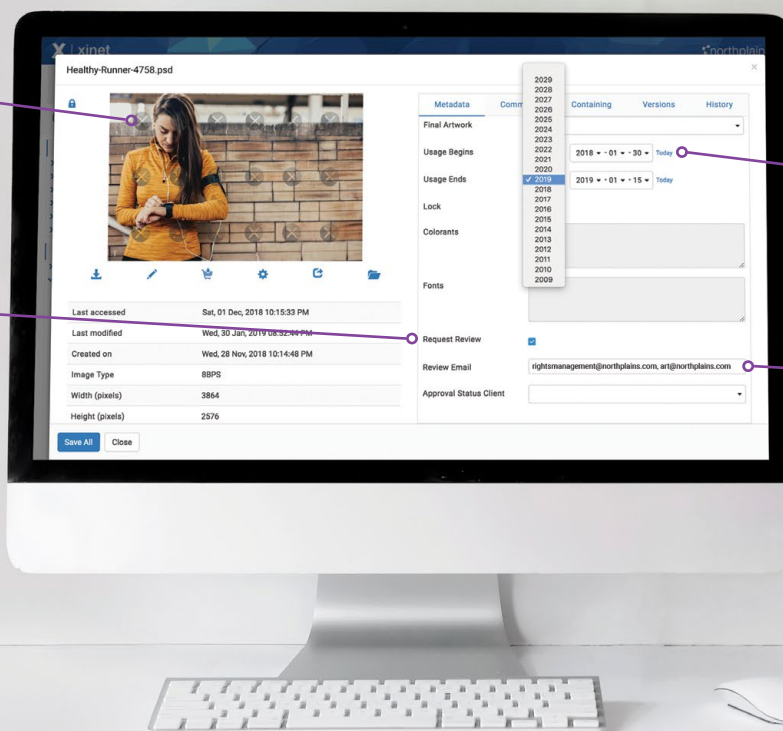 X | xinet
northplain
Healthy-Runner-4758.psd
×
Last accessed Sat, 01 Dec, 2018 10:15:33 PM
Last modified Wed, 30 Jan, 2019 08:52:44 PM
Created on Wed, 28 Nov, 2018 10:14:48 PM
Image Type 8BPS
Width (pixels) 3864
Height (pixels) 2576
Save All Close
Metadata Comm Containing Versions History
Final Artwork
Usage Begins 2018 - 01 - 30 Today
Usage Ends 2019 - 01 - 15 Today
Lock
Colorants
Fonts
Request Review
Review Email rightsmanagement@northplains.com, art@northplains.com
Approval Status Client
2029
2028
2027
2026
2025
2024
2023
2022
2021
2020
✓ 2019
2018
2017
2016
2015
2014
2013
2012
2011
2010
2009